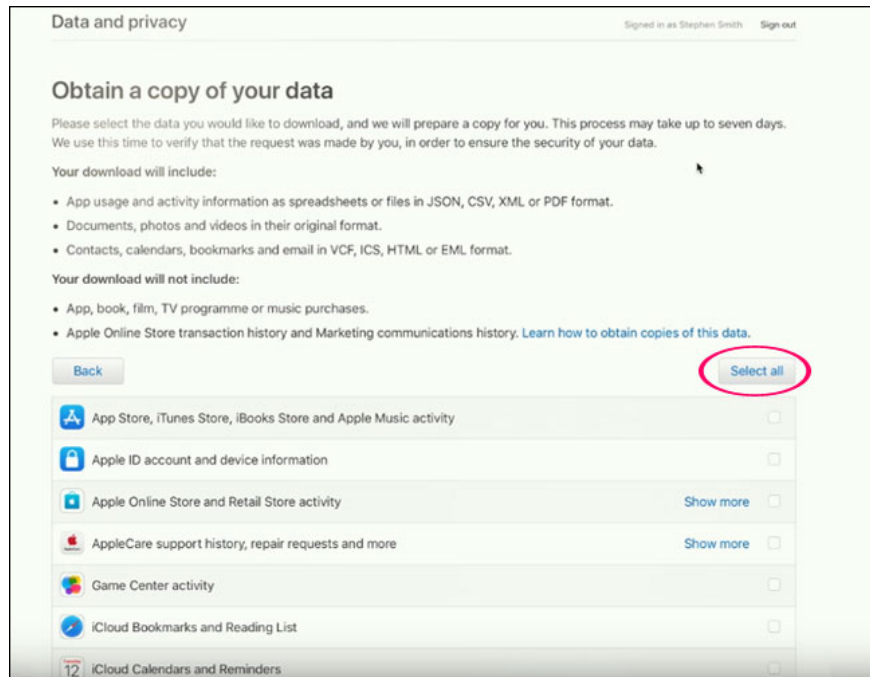 Data and privacy
Signed in as Stephen Smith Sign out
Obtain a copy of your data
Please select the data you would like to download, and we will prepare a copy for you. This process may take up to seven days.
We use this time to verify that the request was made by you, in order to ensure the security of your data.
Your download will include:
• App usage and activity information as spreadsheets or files in JSON, CSV, XML or PDF format.
• Documents, photos and videos in their original format.
• Contacts, calendars, bookmarks and email in VCF, ICS, HTML or EML format.
Your download will not include:
• App, book, film, TV programme or music purchases.
• Apple Online Store transaction history and Marketing communications history. Learn how to obtain copies of this data.
Back Select all
App Store, iTunes Store, iBooks Store and Apple Music activity
Apple ID account and device information
Apple Online Store and Retail Store activity Show more
AppleCare support history, repair requests and more Show more
Game Center activity
iCloud Bookmarks and Reading List
12 iCloud Calendars and Reminders